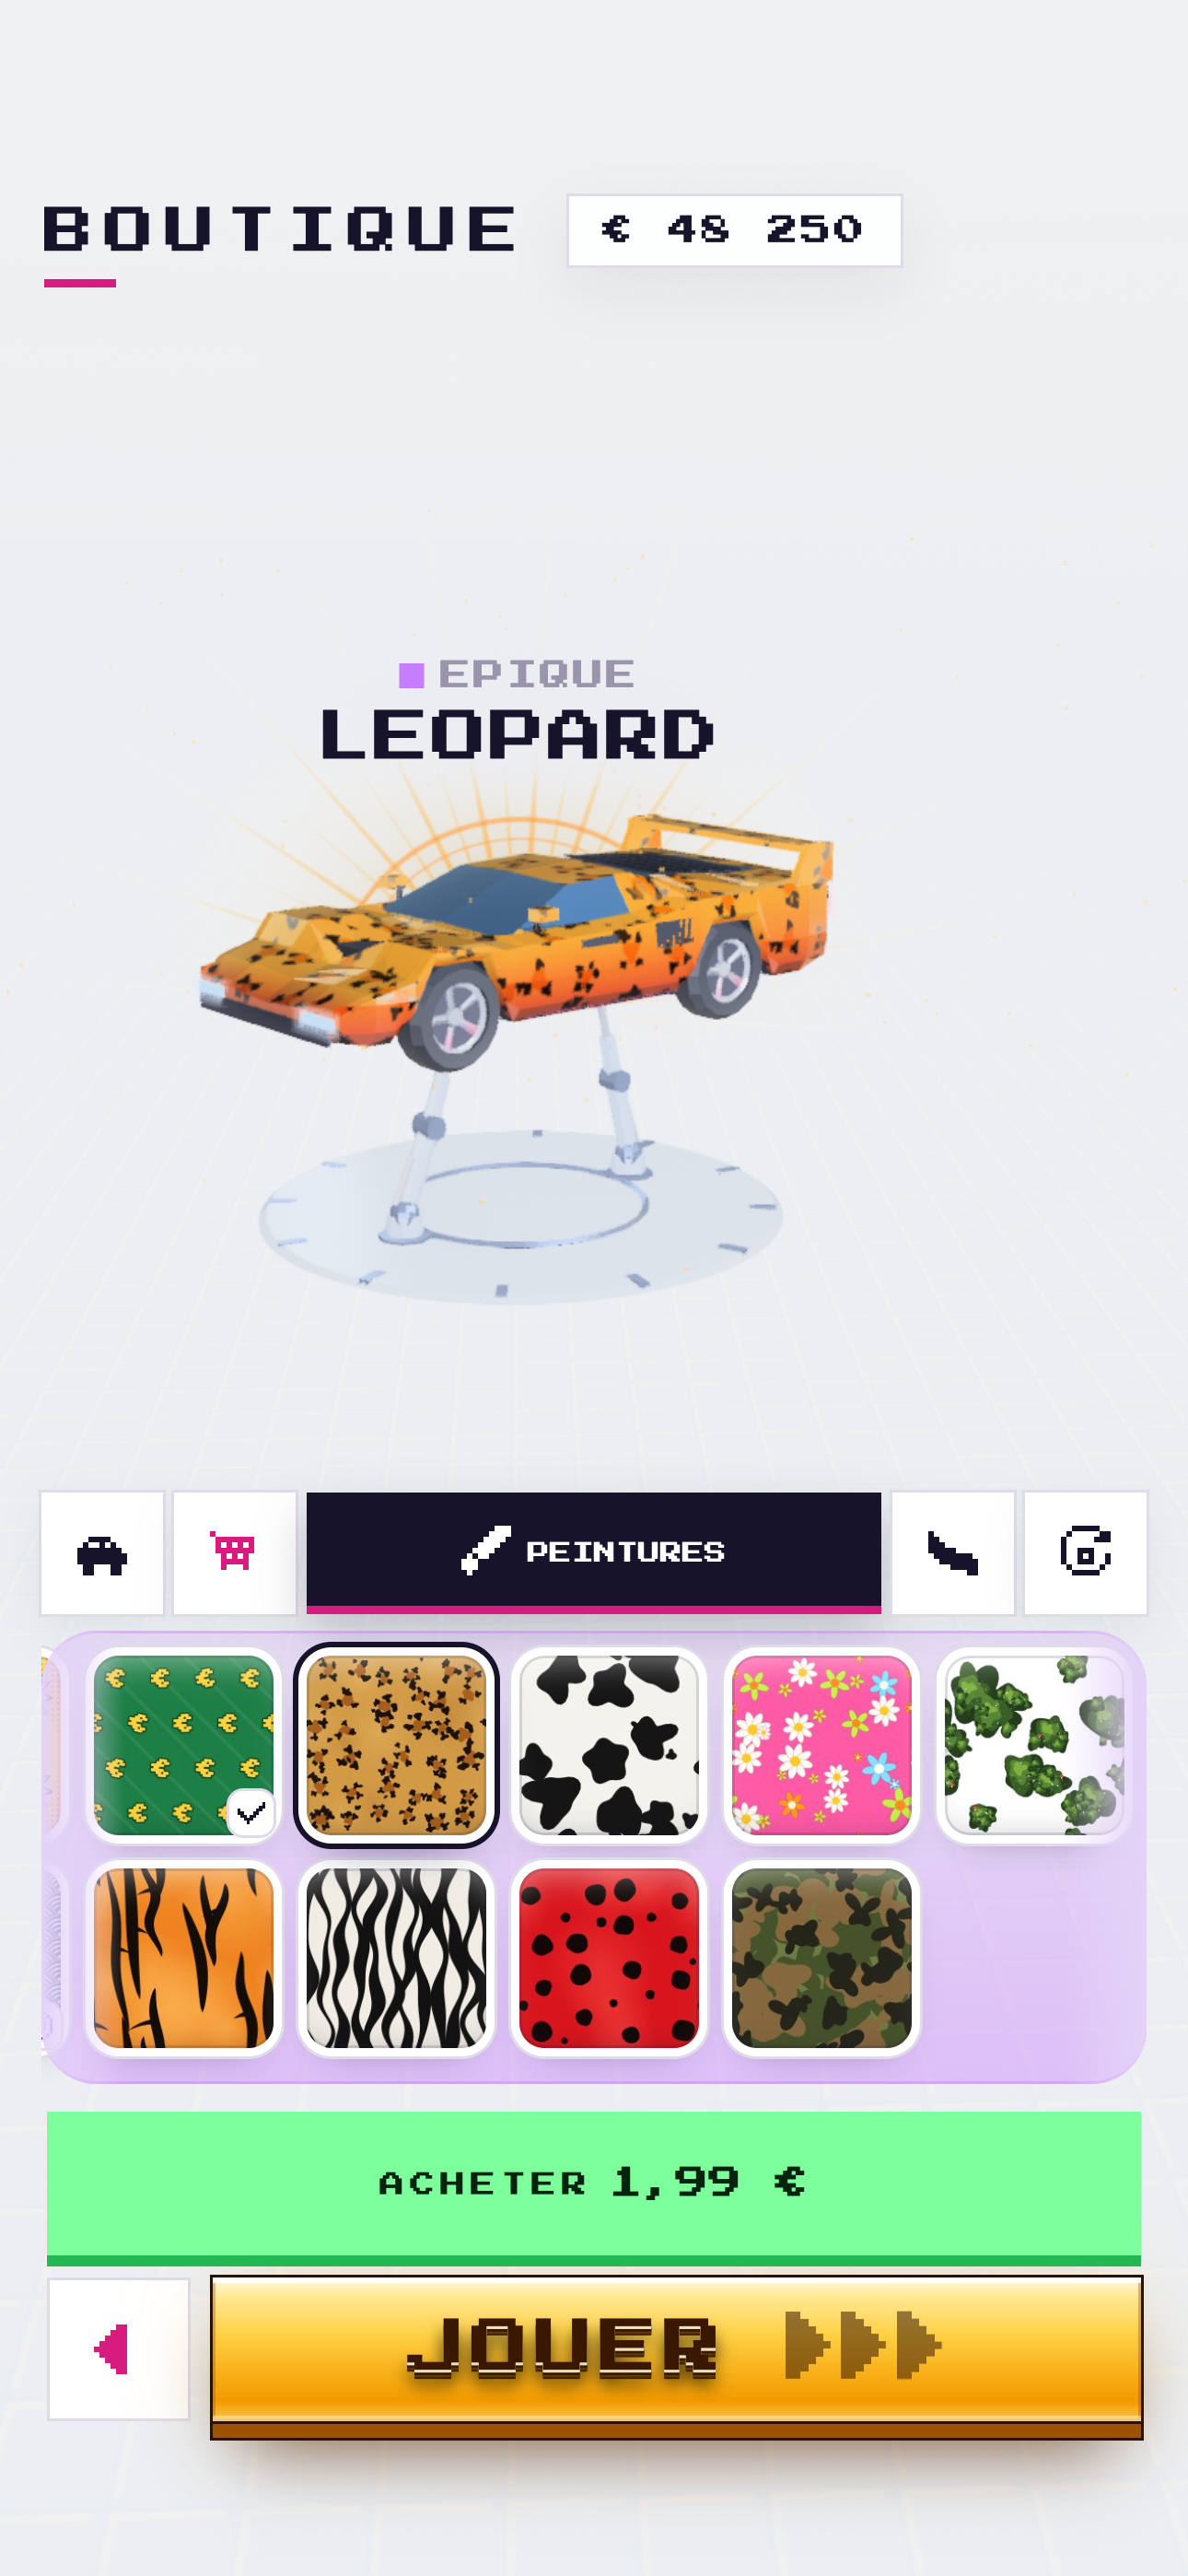 BOUTIQUE
€ 48 250
EPIQUE
LEOPARD
PEINTURES
ACHETER 1,99 €
JOUER